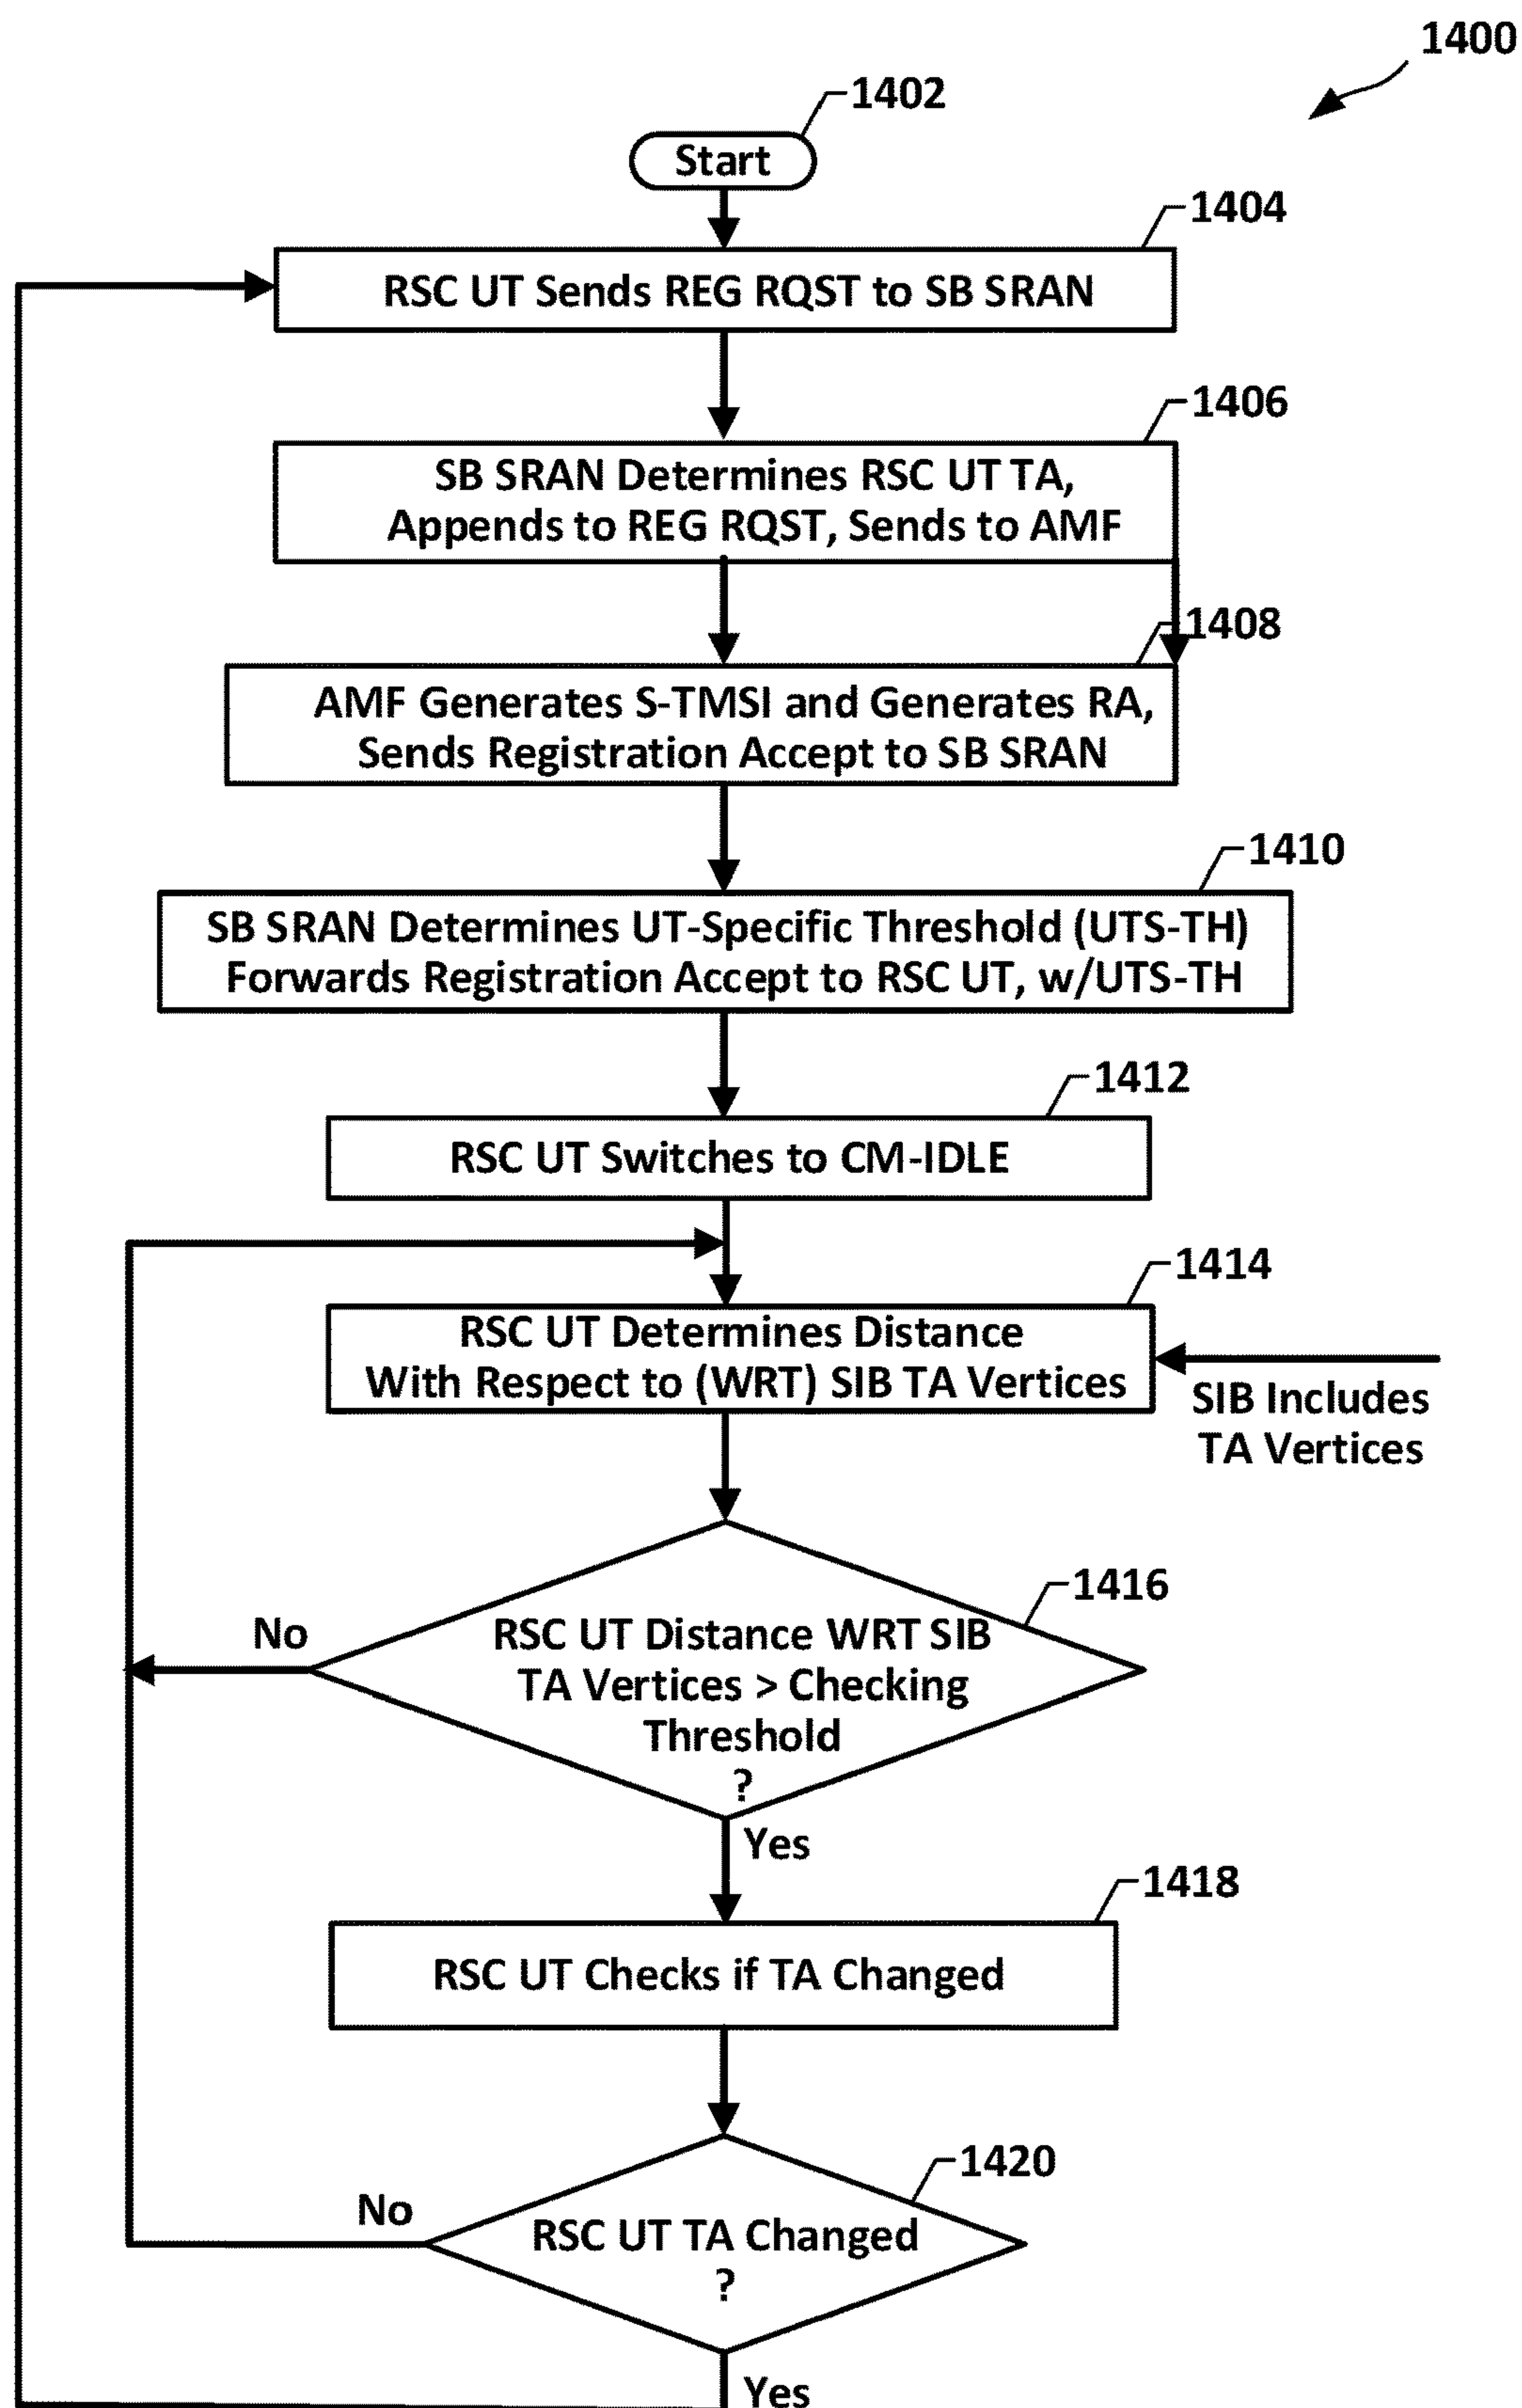 1400
1402
Start
1404
RSC UT Sends REG RQST to SB SRAN
1406
SB SRAN Determines RSC UT TA,
Appends to REG RQST, Sends to AMF
1408
AMF Generates S-TMSI and Generates RA,
Sends Registration Accept to SB SRAN
1410
SB SRAN Determines UT-Specific Threshold (UTS-TH)
Forwards Registration Accept to RSC UT, w/UTS-TH
1412
RSC UT Switches to CM-IDLE
1414
RSC UT Determines Distance
With Respect to (WRT) SIB TA Vertices
SIB Includes
TA Vertices
1416
No
RSC UT Distance WRT SIB
TA Vertices > Checking
Threshold
?
Yes
1418
RSC UT Checks if TA Changed
1420
No
RSC UT TA Changed
?
Yes